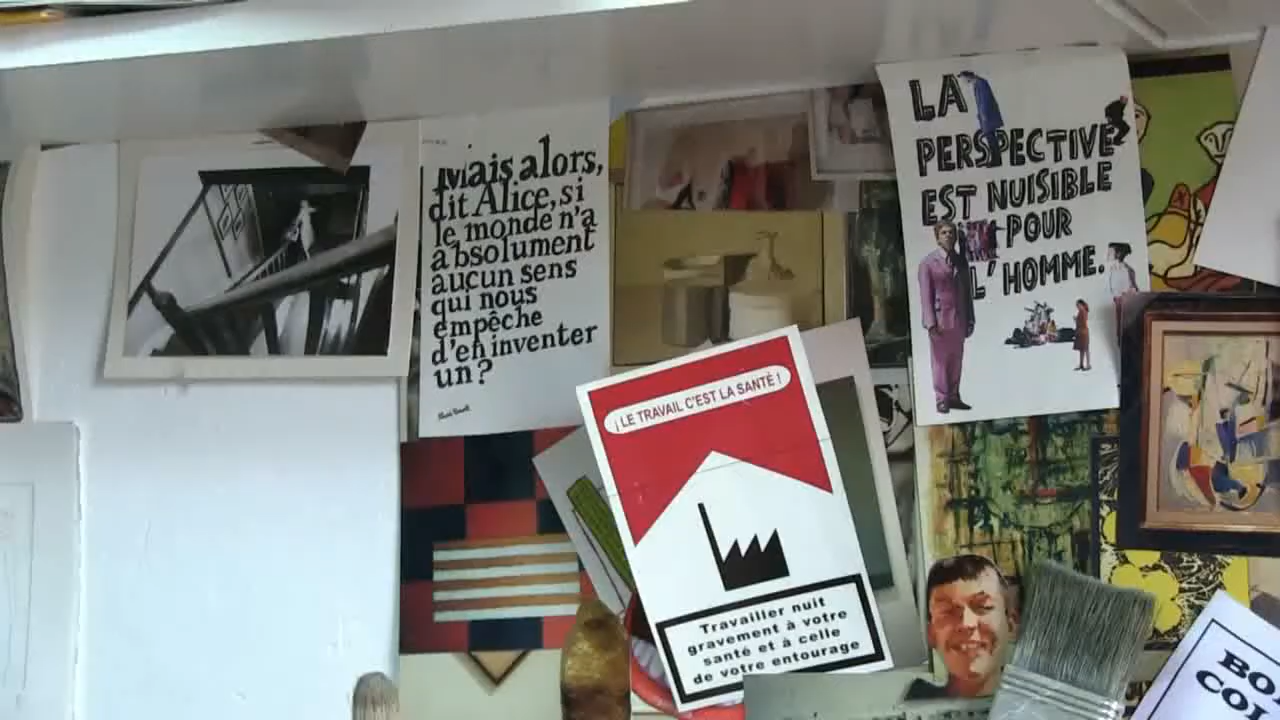 Mais alors,
dit Alice, si
le monde n'a
absolument
aucun sens
qui nous
empêche
d'en inventer
un?
LA
PERSPECTIVE
EST NUISIBLE
POUR
L'HOMME.
¡LE TRAVAIL C'EST LA SANTÈ!
Travailler nuit
gravement à votre
santé et à celle
de votre entourage